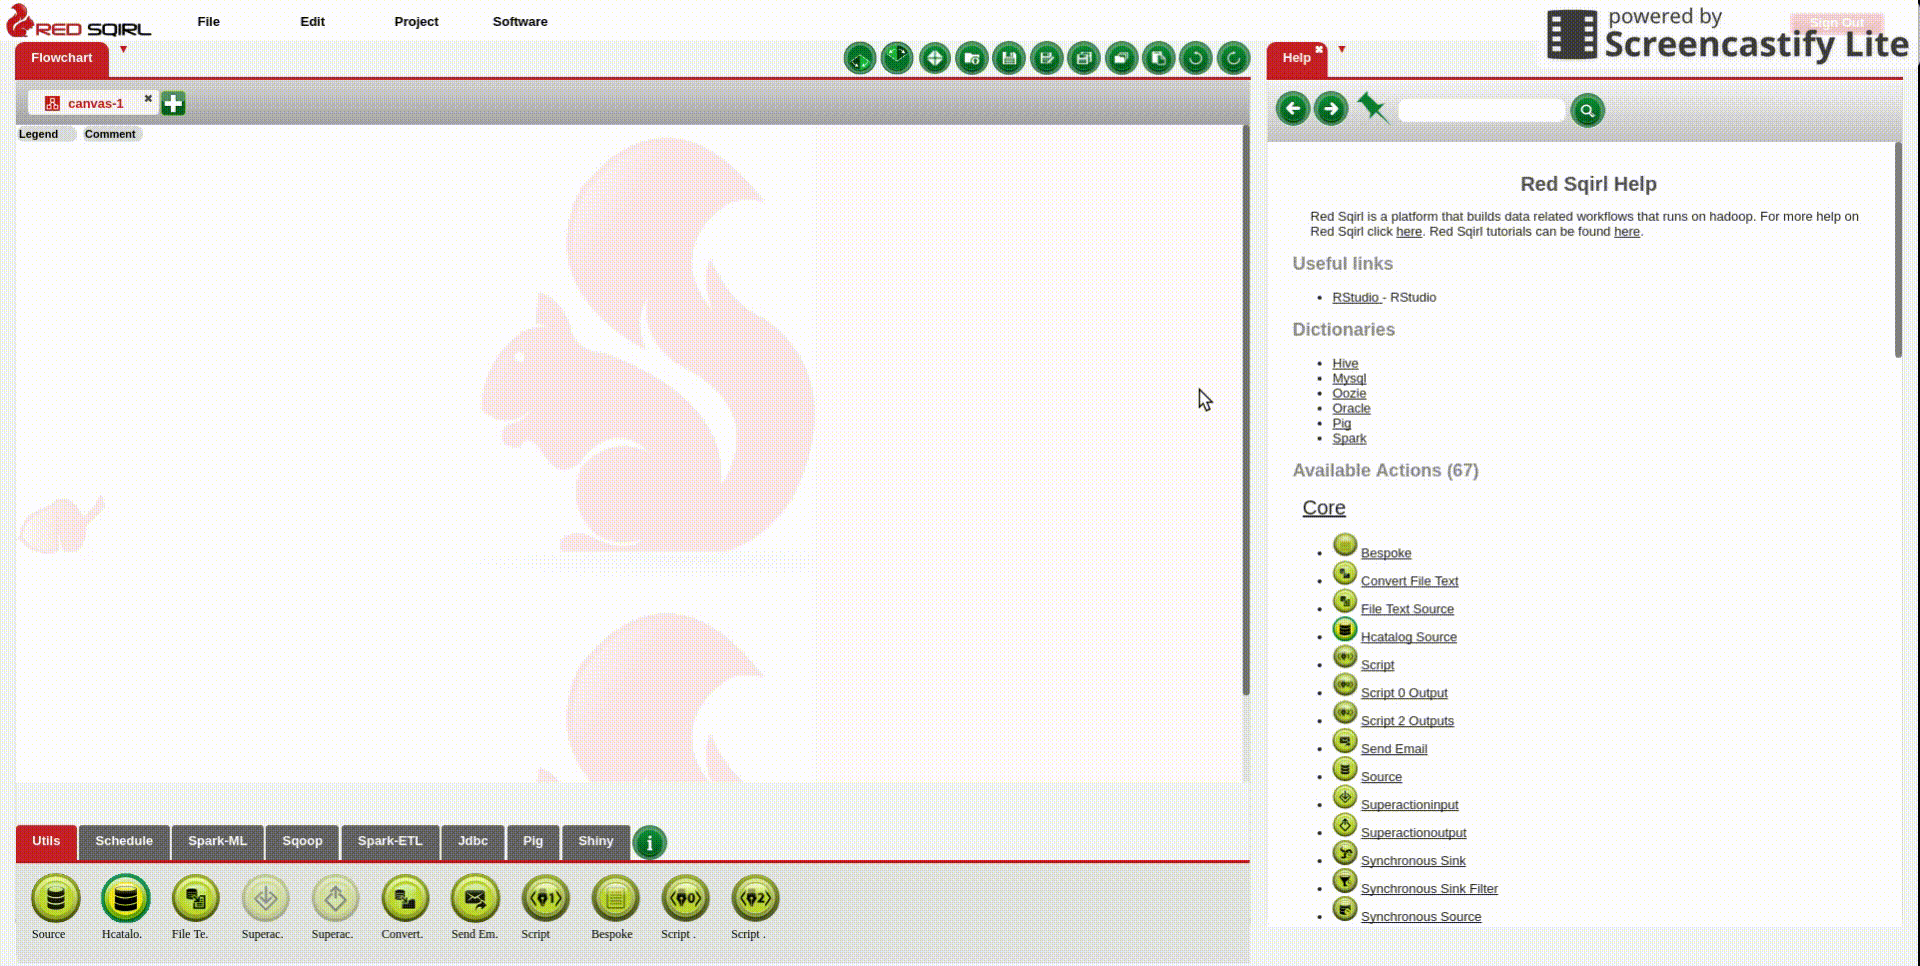 RED SQIRL
File
Edit
Project
Software
powered by
Screencastify Lite
Sign Out
Flowchart
Help
canvas-1
Legend
Comment
Red Sqirl Help
Red Sqirl is a platform that builds data related workflows that runs on hadoop. For more help on
Red Sqirl click here. Red Sqirl tutorials can be found here.
Useful links
RStudio - RStudio
Dictionaries
Hive
Mysql
Oozie
Oracle
Pig
Spark
Available Actions (67)
Core
Bespoke
Convert File Text
File Text Source
Hcatalog Source
Script
Script 0 Output
Script 2 Outputs
Send Email
Source
Superactioninput
Superactionoutput
Synchronous Sink
Synchronous Sink Filter
Synchronous Source
Utils
Schedule
Spark-ML
Sqoop
Spark-ETL
Jdbc
Pig
Shiny
Source
Hcatalo.
File Te.
Superac.
Superac.
Convert.
Send Em.
Script
Bespoke
Script .
Script .